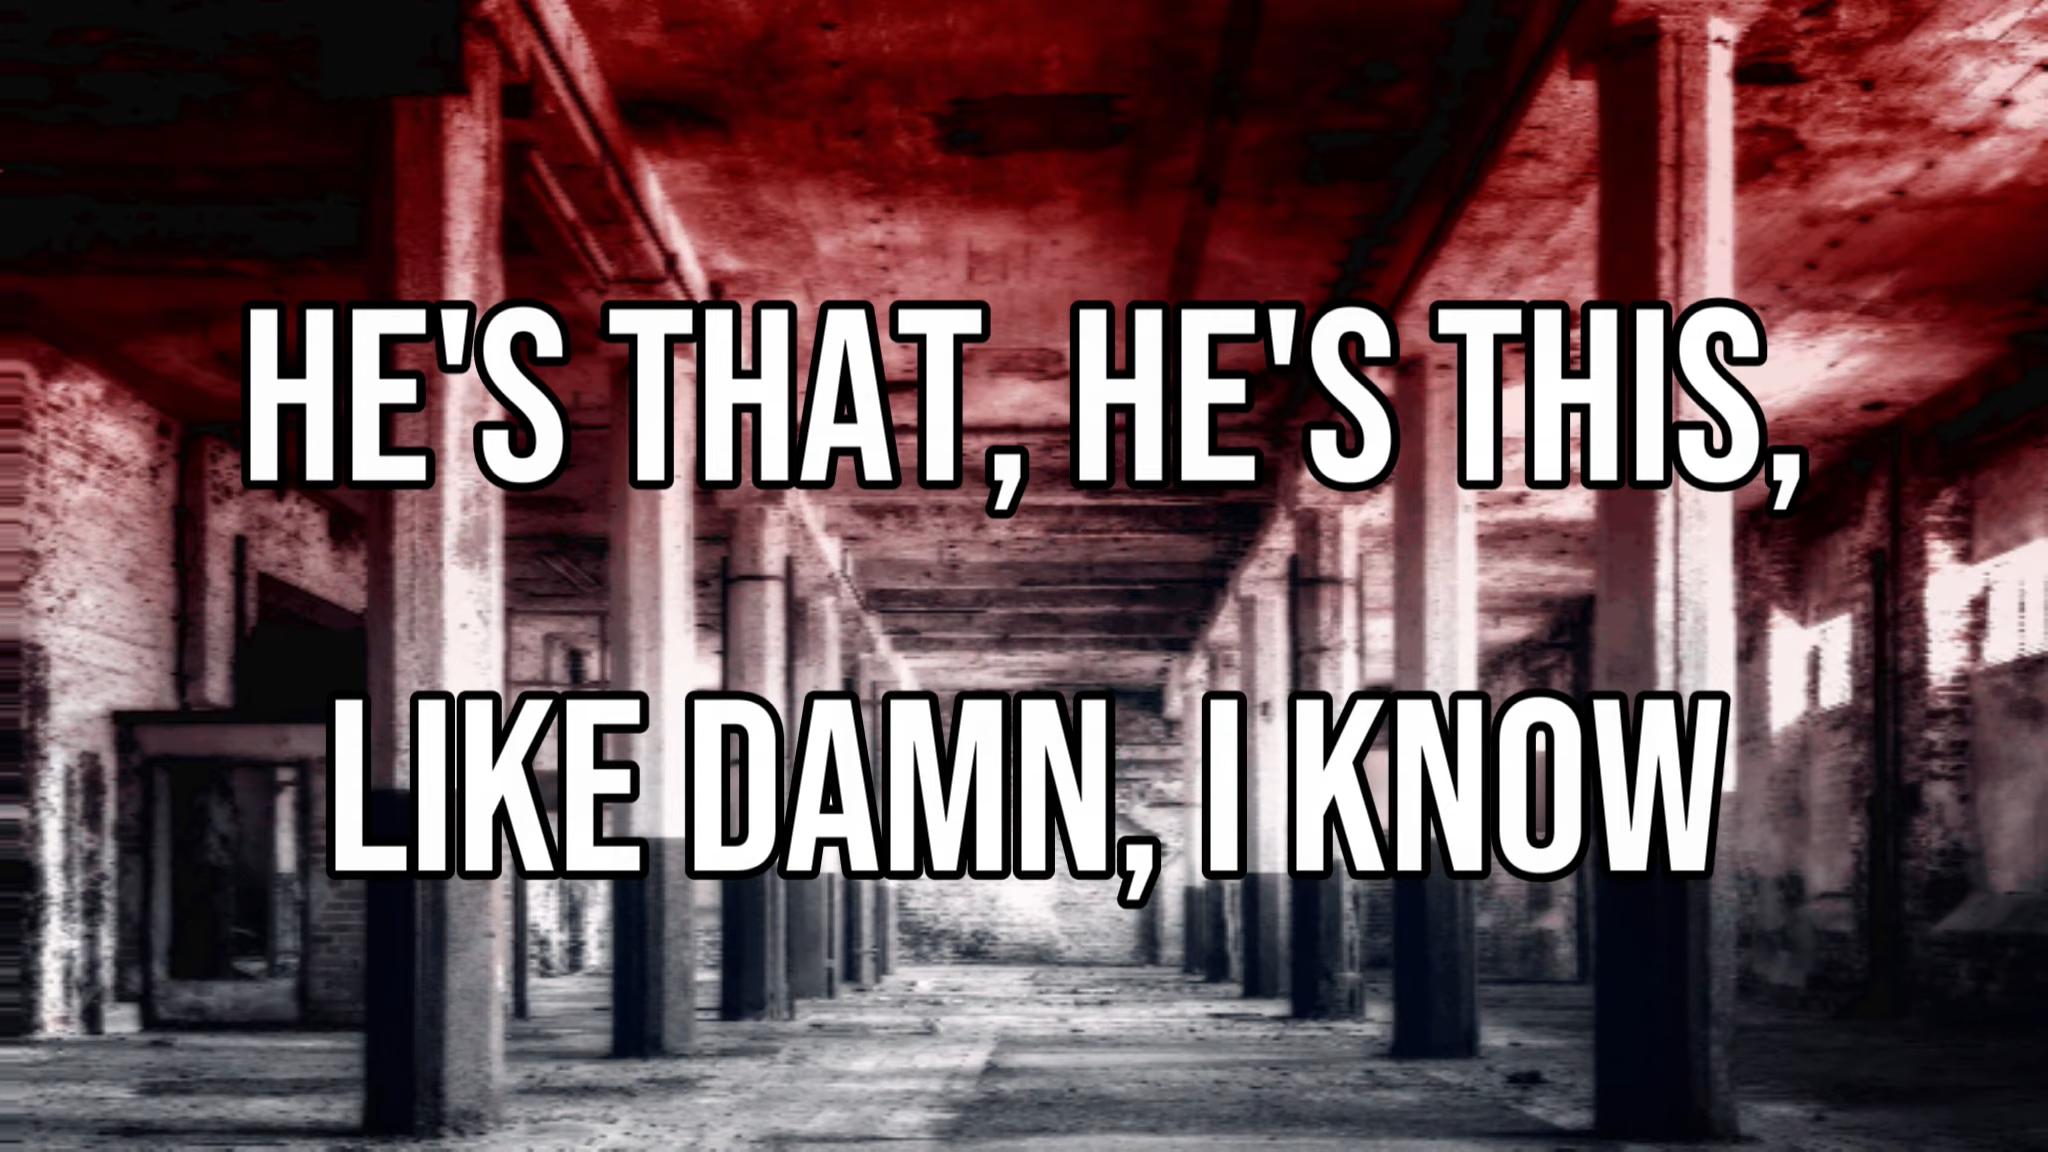 HE'S THAT, HE'S THIS,
LIKE DAMN, I KNOW